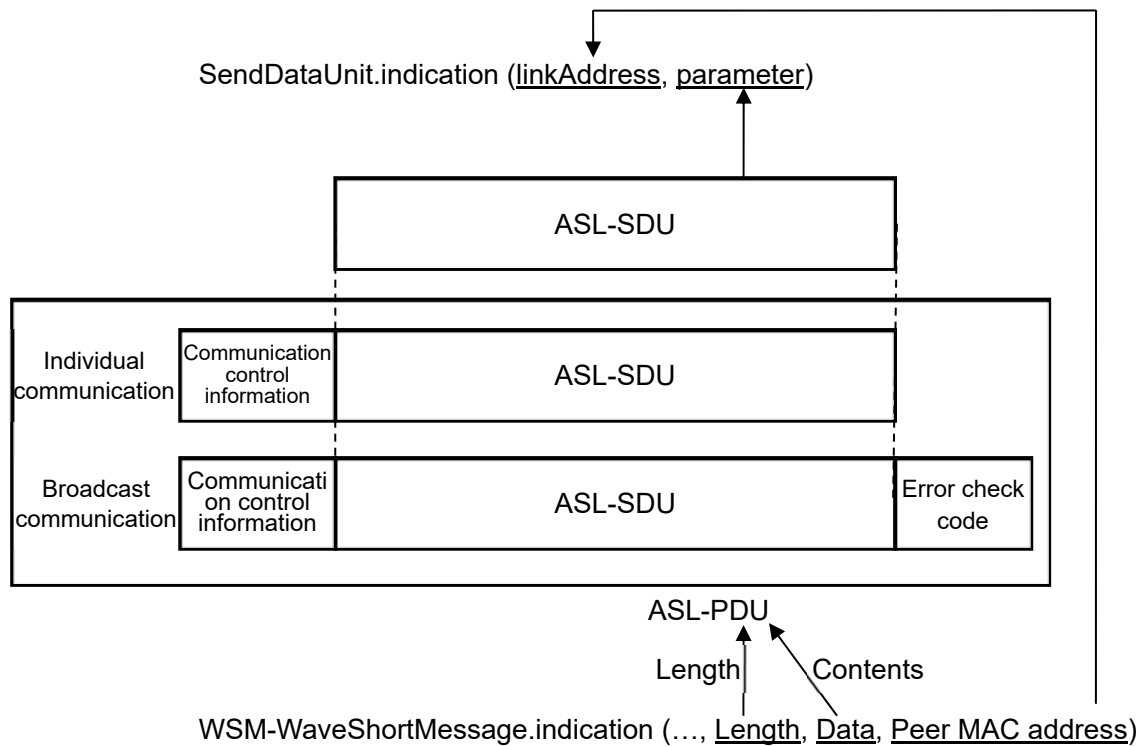 SendDataUnit.indication (linkAddress, parameter)
ASL-SDU
Individual
communication
Communication
control
information
ASL-SDU
Broadcast
communication
Communicati
on control
information
ASL-SDU
Error check
code
ASL-PDU
Length
Contents
WSM-WaveShortMessage.indication (…, Length, Data, Peer MAC address)